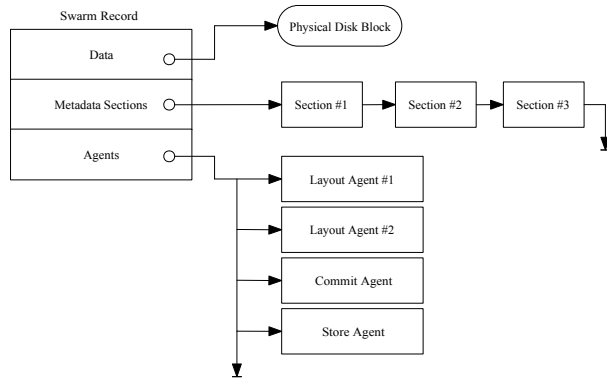 Swarm Record
Data
Physical Disk Block
Metadata Sections
Section #1
Section #2
Section #3
Agents
Layout Agent #1
Layout Agent #2
Commit Agent
Store Agent